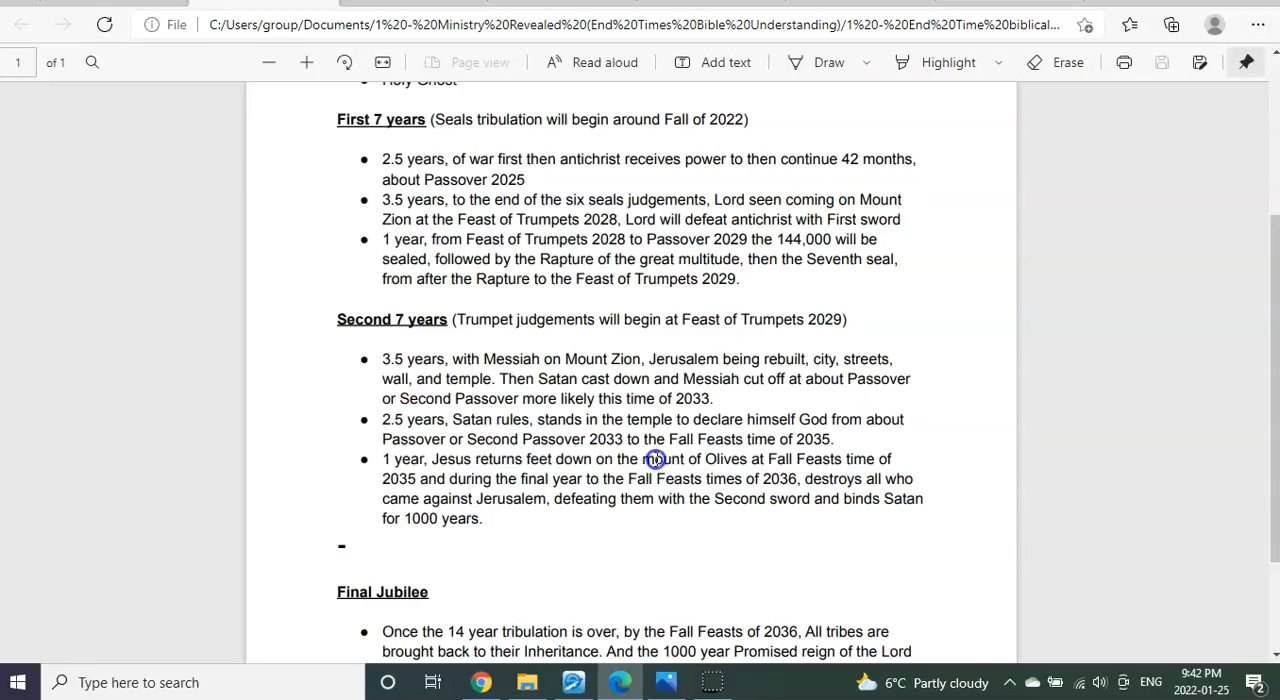 File
C:/Users/group/Documents/1%20-%20Ministry%20Revealed%20(End%20Times%20Bible%20Understanding)/1%20-%20End%20Time%20biblical...
1 of 1
Page view
Read aloud
Add text
Draw
Highlight
Erase
Holy Ghost
First 7 years (Seals tribulation will begin around Fall of 2022)
● 2.5 years, of war first then antichrist receives power to then continue 42 months,
about Passover 2025
● 3.5 years, to the end of the six seals judgements, Lord seen coming on Mount
Zion at the Feast of Trumpets 2028, Lord will defeat antichrist with First sword
● 1 year, from Feast of Trumpets 2028 to Passover 2029 the 144,000 will be
sealed, followed by the Rapture of the great multitude, then the Seventh seal,
from after the Rapture to the Feast of Trumpets 2029.
Second 7 years (Trumpet judgements will begin at Feast of Trumpets 2029)
● 3.5 years, with Messiah on Mount Zion, Jerusalem being rebuilt, city, streets,
wall, and temple. Then Satan cast down and Messiah cut off at about Passover
or Second Passover more likely this time of 2033.
● 2.5 years, Satan rules, stands in the temple to declare himself God from about
Passover or Second Passover 2033 to the Fall Feasts time of 2035.
● 1 year, Jesus returns feet down on the mount of Olives at Fall Feasts time of
2035 and during the final year to the Fall Feasts times of 2036, destroys all who
came against Jerusalem, defeating them with the Second sword and binds Satan
for 1000 years.
-
Final Jubilee
● Once the 14 year tribulation is over, by the Fall Feasts of 2036, All tribes are
brought back to their Inheritance. And the 1000 year Promised reign of the Lord
Type here to search
6°C Partly cloudy
ENG
9:42 PM
2022-01-25
2